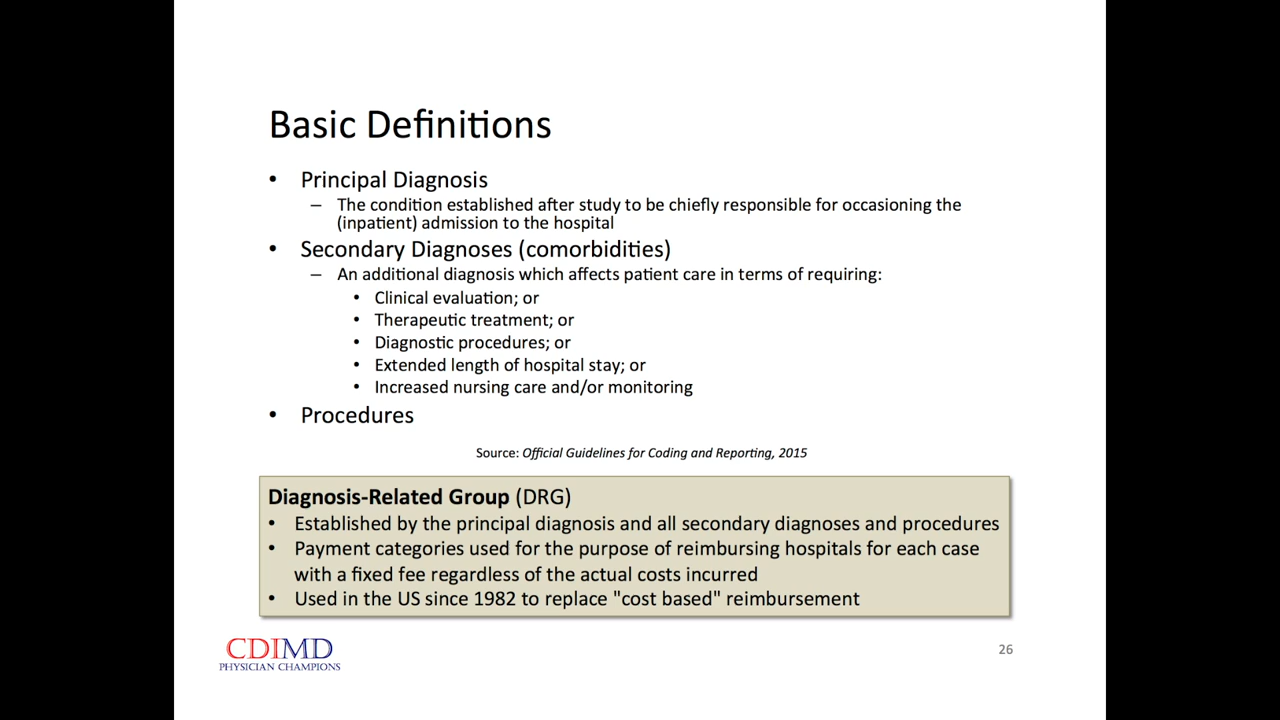 Basic Definitions
• Principal Diagnosis
– The condition established after study to be chiefly responsible for occasioning the
(inpatient) admission to the hospital
• Secondary Diagnoses (comorbidities)
– An additional diagnosis which affects patient care in terms of requiring:
• Clinical evaluation; or
• Therapeutic treatment; or
• Diagnostic procedures; or
• Extended length of hospital stay; or
• Increased nursing care and/or monitoring
• Procedures
Source: Official Guidelines for Coding and Reporting, 2015
Diagnosis-Related Group (DRG)
• Established by the principal diagnosis and all secondary diagnoses and procedures
• Payment categories used for the purpose of reimbursing hospitals for each case
with a fixed fee regardless of the actual costs incurred
• Used in the US since 1982 to replace "cost based" reimbursement
CDIMD
PHYSICIAN CHAMPIONS
26